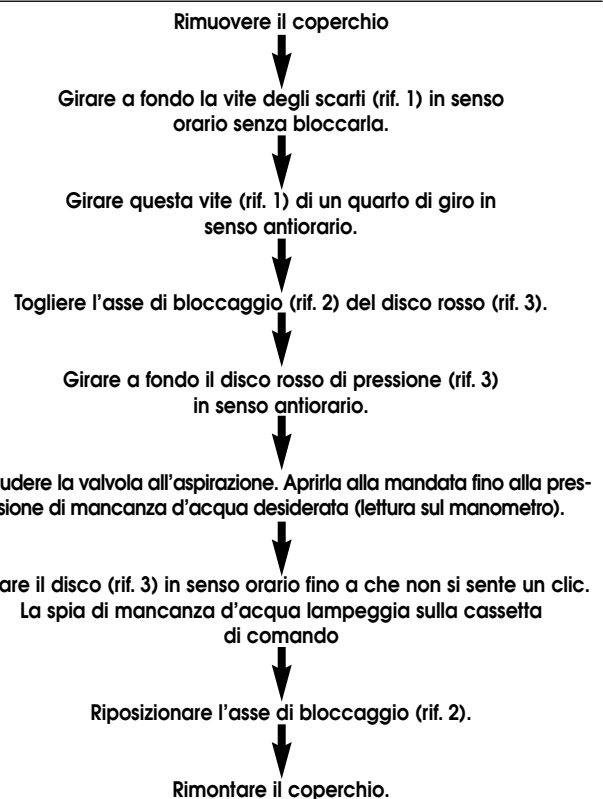 Rimuovere il coperchio
Girare a fondo la vite degli scarti (rif. 1) in senso
orario senza bloccarla.
Girare questa vite (rif. 1) di un quarto di giro in
senso antiorario.
Togliere l'asse di bloccaggio (rif. 2) del disco rosso (rif. 3).
Girare a fondo il disco rosso di pressione (rif. 3)
in senso antiorario.
udere la valvola all'aspirazione. Aprirla alla mandata fino alla pres-
sione di mancanza d'acqua desiderata (lettura sul manometro).
are il disco (rif. 3) in senso orario fino a che non si sente un clic.
La spia di mancanza d'acqua lampeggia sulla cassetta
di comando
Riposizionare l'asse di bloccaggio (rif. 2).
Rimontare il coperchio.